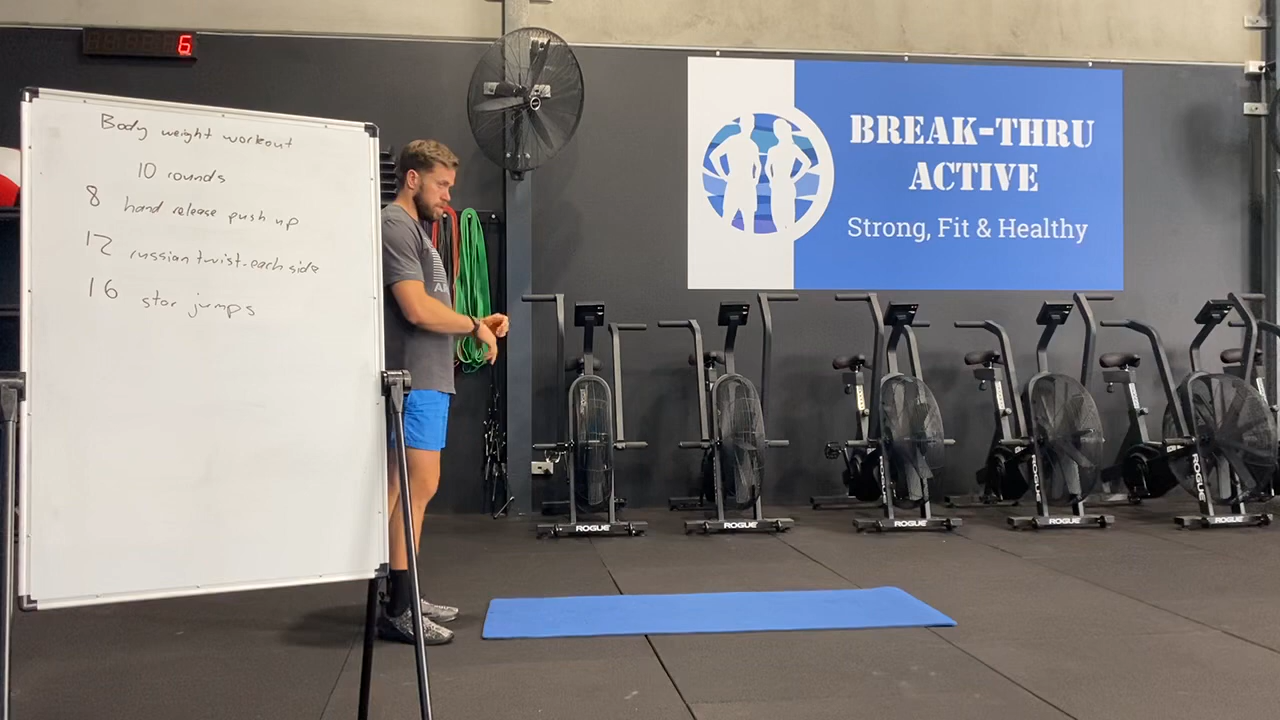 6
Body weight workout
10 rounds
8 hand release push up
12 russian twist-each side
16 star jumps
BREAK-THRU
ACTIVE
Strong, Fit & Healthy
ROGUE
ROGUE
ROGUE
ROGUE
ROGUE